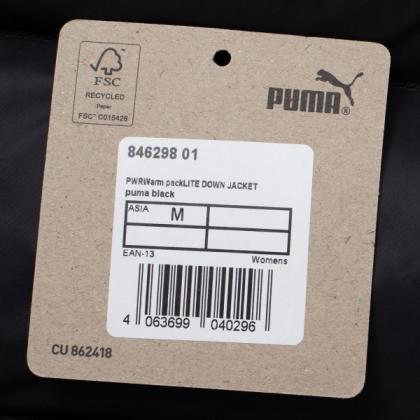 FSC
RECYCLED
Paper
FSC™ C015426
PUMA®
846298 01
PWRWarm packLITE DOWN JACKET
puma black
ASIA M
EAN-13 Womens
4 063699 040296
CU 862418